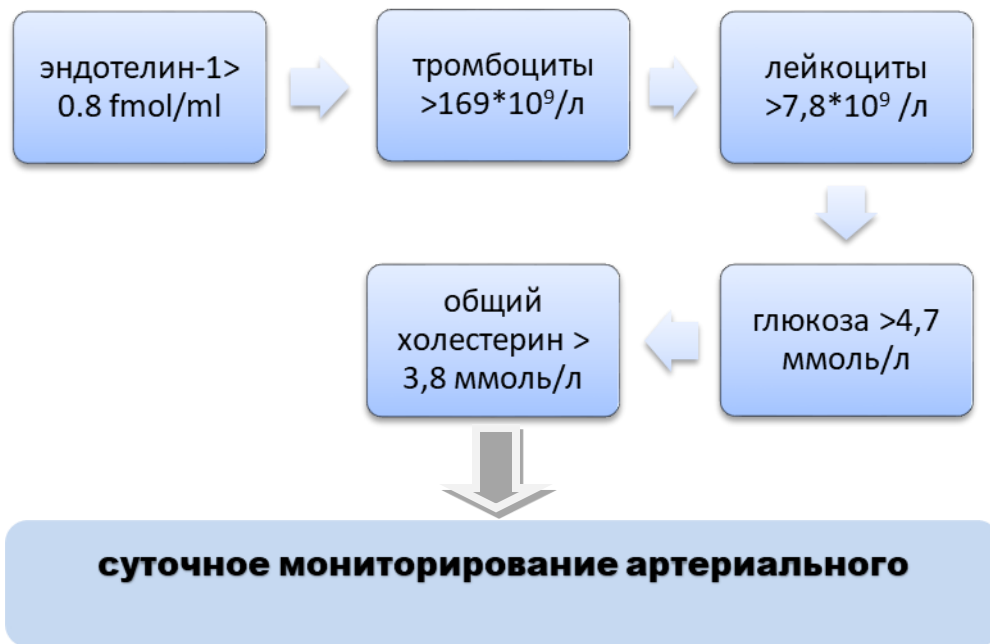 эндотелин-1>
0.8 fmol/ml
тромбоциты
>169*10⁹/л
лейкоциты
>7,8*10⁹ /л
глюкоза >4,7
ммоль/л
общий
холестерин >
3,8 ммоль/л
суточное мониторирование артериального